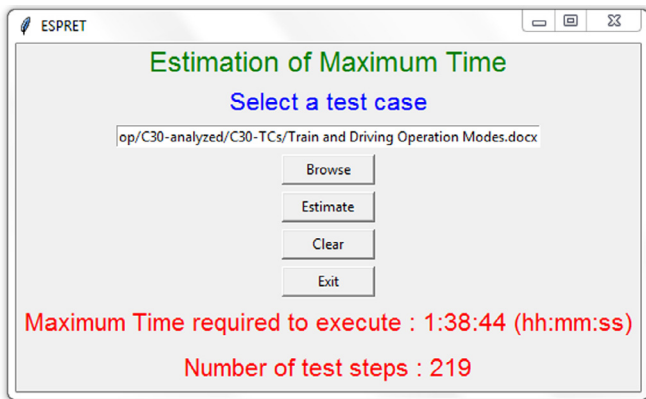 ESPRET
Estimation of Maximum Time
Select a test case
op/C30-analyzed/C30-TCs/Train and Driving Operation Modes.docx
Browse
Estimate
Clear
Exit
Maximum Time required to execute : 1:38:44 (hh:mm:ss)
Number of test steps : 219